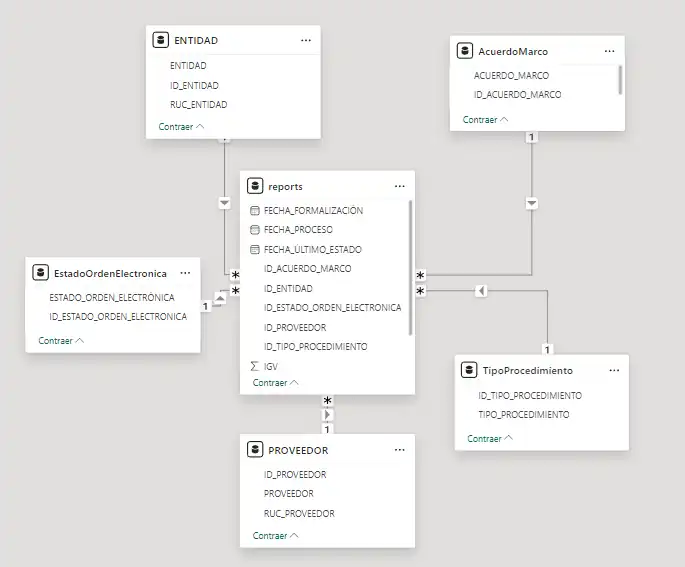 ENTIDAD
ENTIDAD
ID_ENTIDAD
RUC_ENTIDAD
Contraer
1
AcuerdoMarco
ACUERDO_MARCO
ID_ACUERDO_MARCO
Contraer
1
reports
FECHA_FORMALIZACIÓN
FECHA_PROCESO
FECHA_ÚLTIMO_ESTADO
ID_ACUERDO_MARCO
ID_ENTIDAD
ID_ESTADO_ORDEN_ELECTRONICA
ID_PROVEEDOR
ID_TIPO_PROCEDIMIENTO
IGV
Contraer
*
*
*
*
*
EstadoOrdenElectronica
ESTADO_ORDEN_ELECTRÓNICA
ID_ESTADO_ORDEN_ELECTRONICA
Contraer
1
TipoProcedimiento
ID_TIPO_PROCEDIMIENTO
TIPO_PROCEDIMIENTO
Contraer
1
PROVEEDOR
ID_PROVEEDOR
PROVEEDOR
RUC_PROVEEDOR
Contraer
1